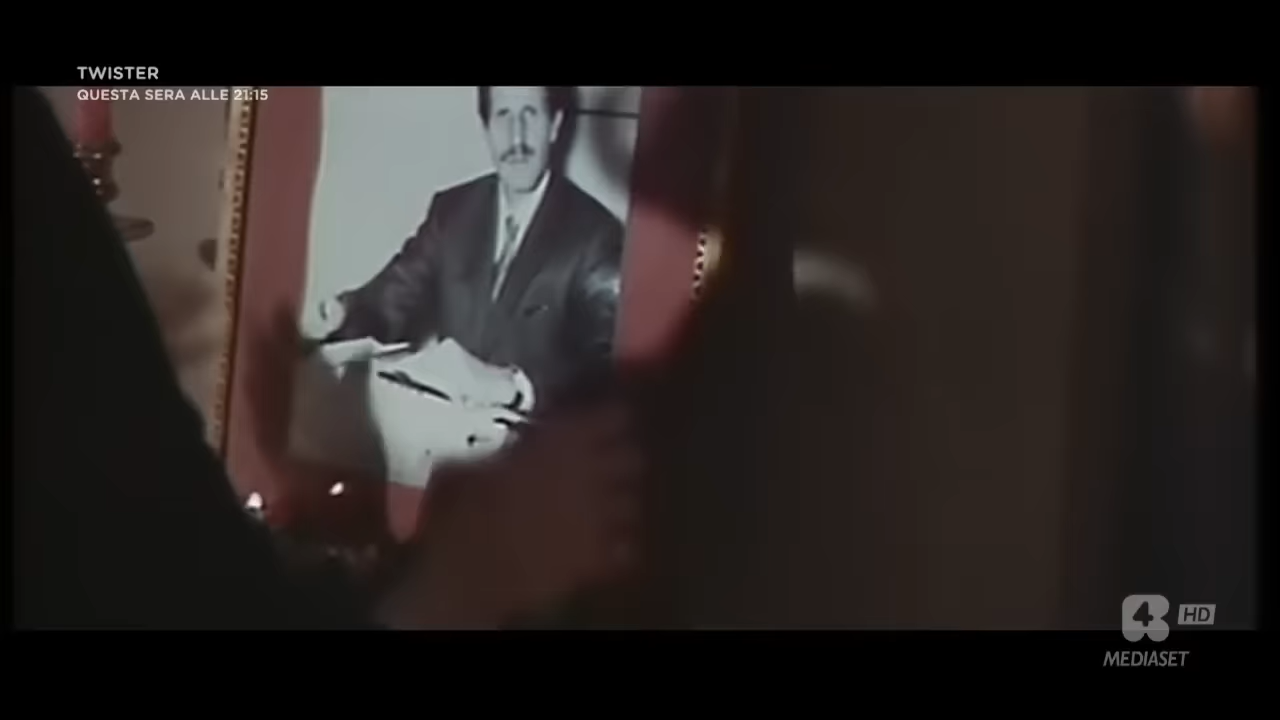 TWISTER
QUESTA SERA ALLE 21:15
4 HD
MEDIASET